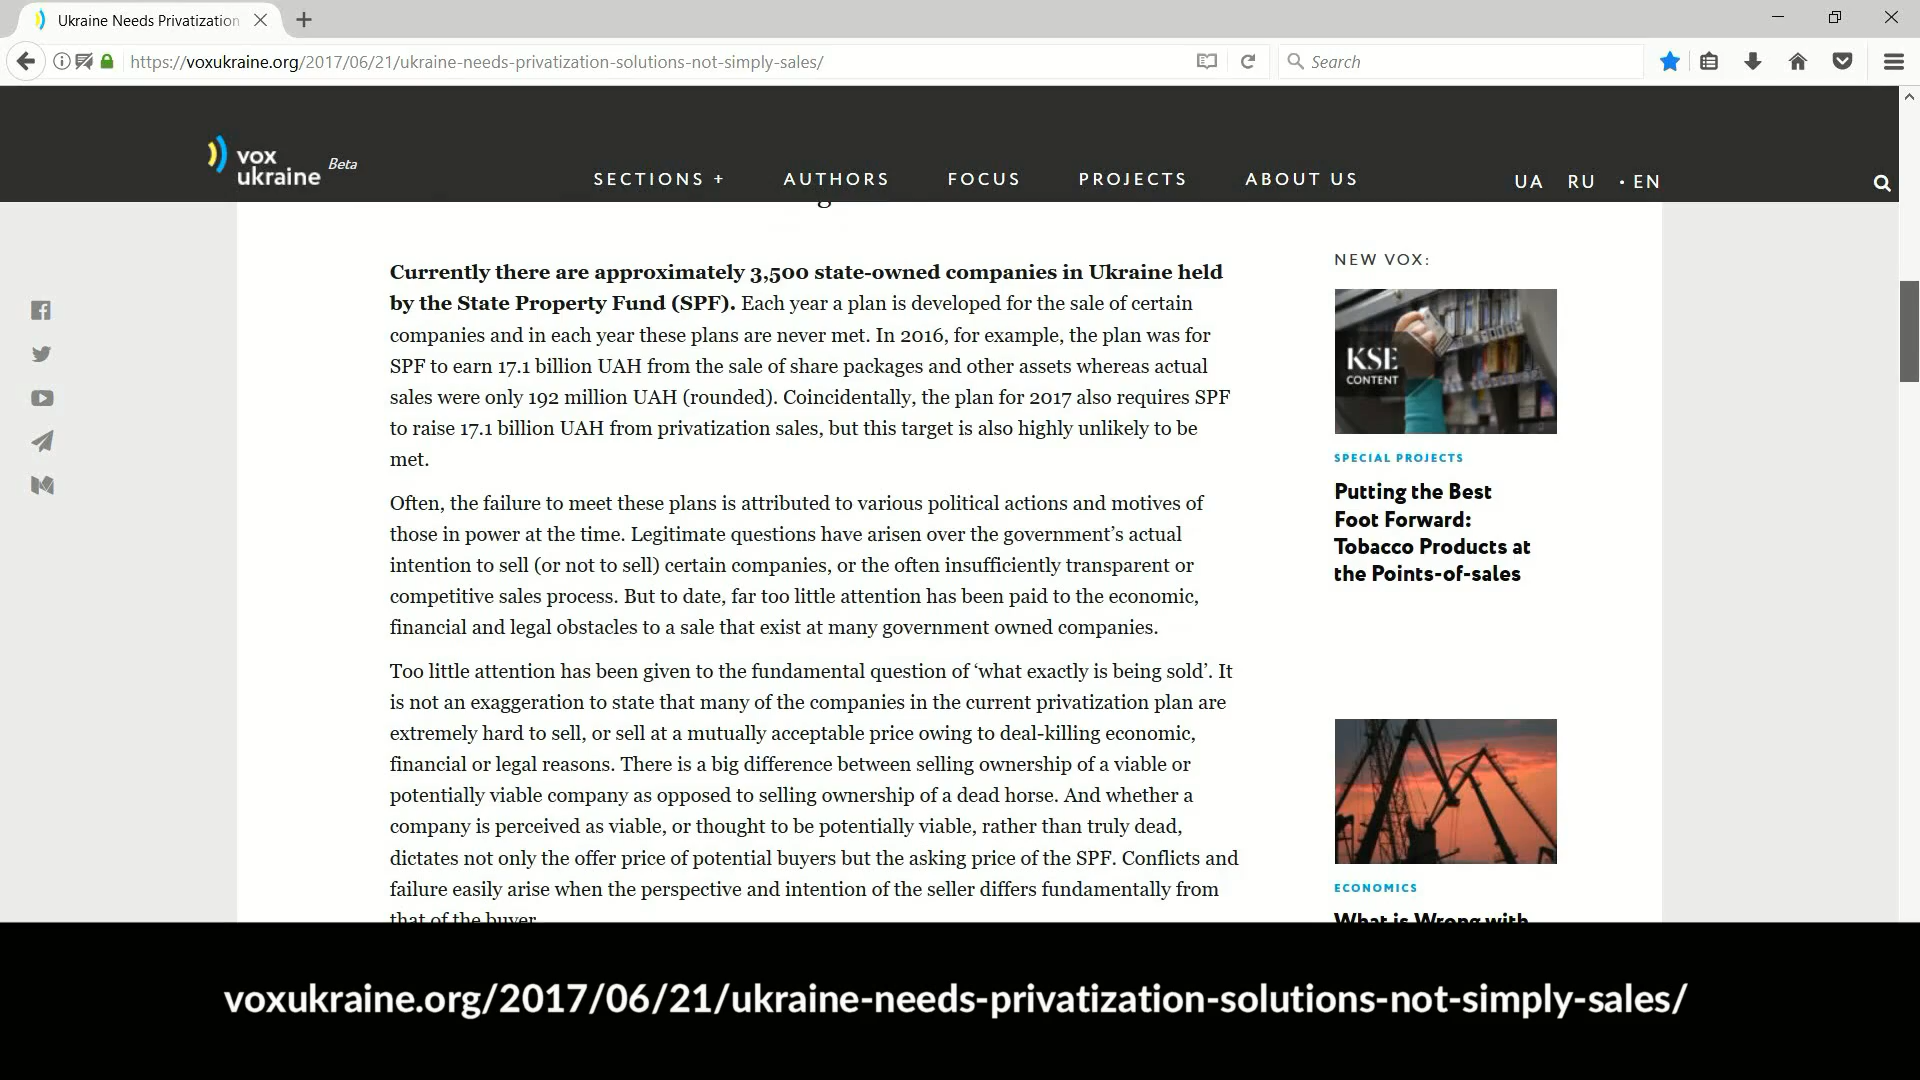 Ukraine Needs Privatization
https://voxukraine.org/2017/06/21/ukraine-needs-privatization-solutions-not-simply-sales/
Search
vox
ukraine
Beta
SECTIONS +
AUTHORS
FOCUS
PROJECTS
ABOUT US
UA
RU
• EN
Currently there are approximately 3,500 state-owned companies in Ukraine held
by the State Property Fund (SPF). Each year a plan is developed for the sale of certain
companies and in each year these plans are never met. In 2016, for example, the plan was for
SPF to earn 17.1 billion UAH from the sale of share packages and other assets whereas actual
sales were only 192 million UAH (rounded). Coincidentally, the plan for 2017 also requires SPF
to raise 17.1 billion UAH from privatization sales, but this target is also highly unlikely to be
met.
Often, the failure to meet these plans is attributed to various political actions and motives of
those in power at the time. Legitimate questions have arisen over the government’s actual
intention to sell (or not to sell) certain companies, or the often insufficiently transparent or
competitive sales process. But to date, far too little attention has been paid to the economic,
financial and legal obstacles to a sale that exist at many government owned companies.
Too little attention has been given to the fundamental question of ‘what exactly is being sold’. It
is not an exaggeration to state that many of the companies in the current privatization plan are
extremely hard to sell, or sell at a mutually acceptable price owing to deal-killing economic,
financial or legal reasons. There is a big difference between selling ownership of a viable or
potentially viable company as opposed to selling ownership of a dead horse. And whether a
company is perceived as viable, or thought to be potentially viable, rather than truly dead,
dictates not only the offer price of potential buyers but the asking price of the SPF. Conflicts and
failure easily arise when the perspective and intention of the seller differs fundamentally from
that of the buyer.
NEW VOX:
KSE
CONTENT
SPECIAL PROJECTS
Putting the Best
Foot Forward:
Tobacco Products at
the Points-of-sales
ECONOMICS
What is Wrong with
voxukraine.org/2017/06/21/ukraine-needs-privatization-solutions-not-simply-sales/